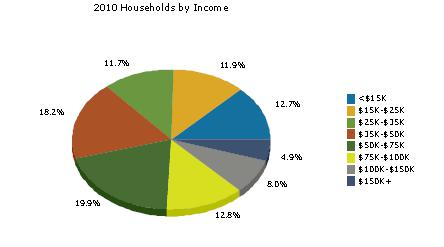 2010 Households by Income
11.7%
11.9%
18.2%
12.7%
4.9%
8.0%
19.9%
12.8%
<$15K
$15K-$25K
$25K-$35K
$35K-$50K
$50K-$75K
$75K-$100K
$100K-$150K
$150K+